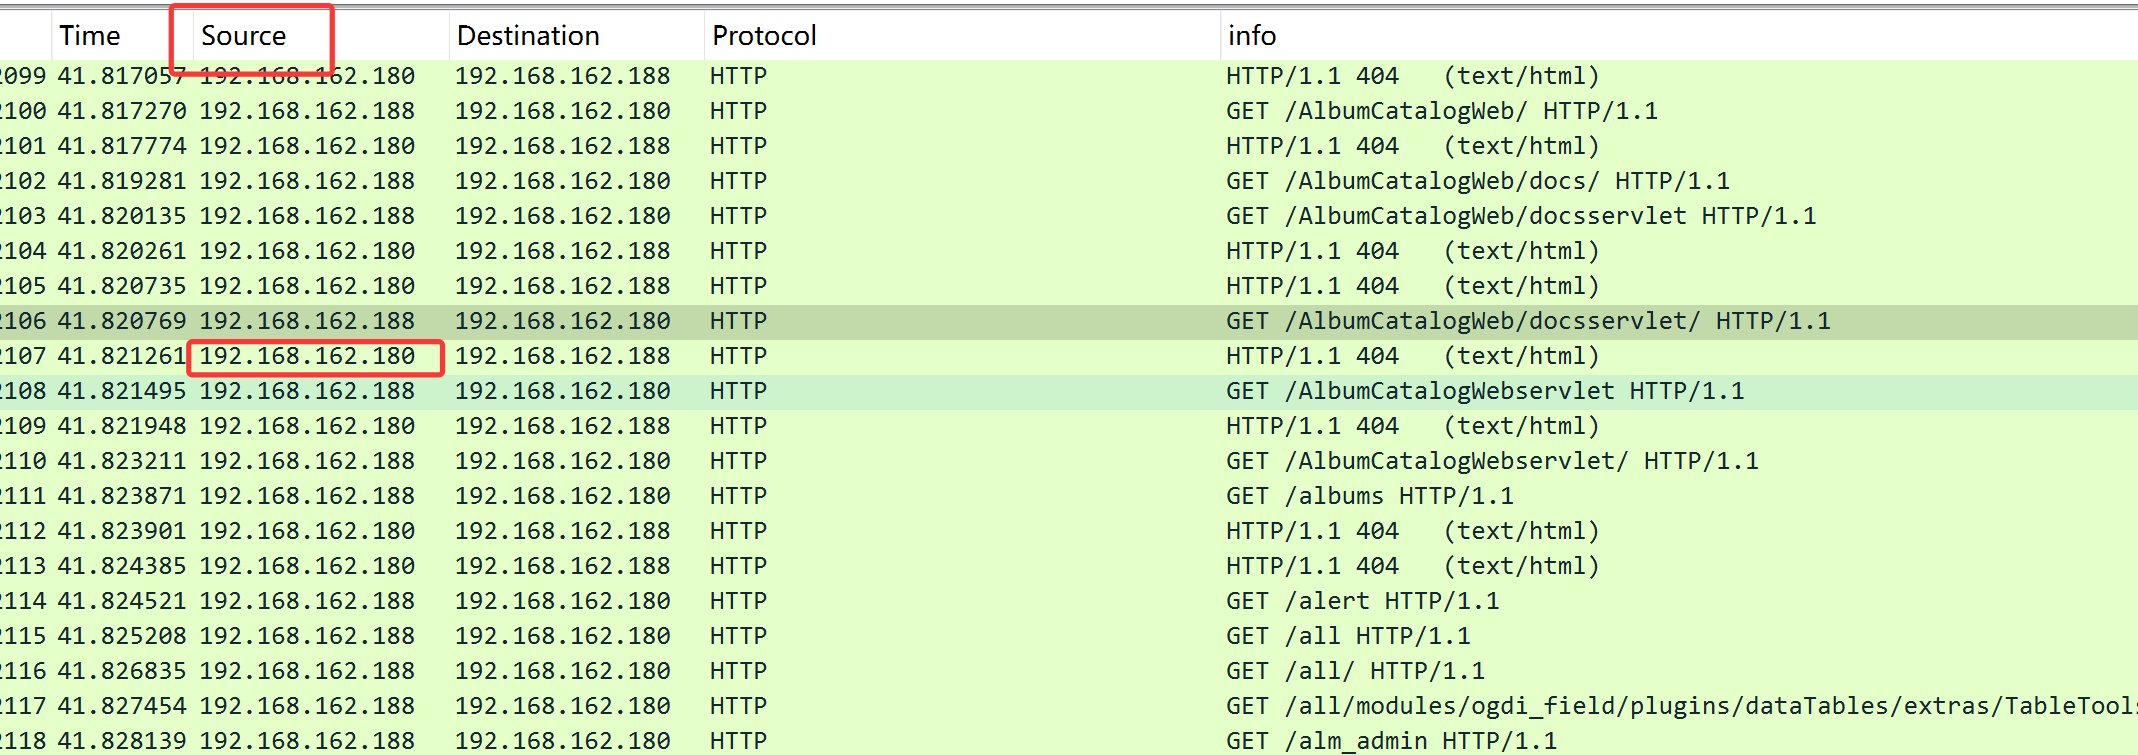 Time Source Destination Protocol info
2099 41.817057 192.168.162.180 192.168.162.188 HTTP HTTP/1.1 404 (text/html)
2100 41.817270 192.168.162.188 192.168.162.180 HTTP GET /AlbumCatalogWeb/ HTTP/1.1
2101 41.817774 192.168.162.180 192.168.162.188 HTTP HTTP/1.1 404 (text/html)
2102 41.819281 192.168.162.188 192.168.162.180 HTTP GET /AlbumCatalogWeb/docs/ HTTP/1.1
2103 41.820135 192.168.162.188 192.168.162.180 HTTP GET /AlbumCatalogWeb/docsservlet HTTP/1.1
2104 41.820261 192.168.162.180 192.168.162.188 HTTP HTTP/1.1 404 (text/html)
2105 41.820735 192.168.162.180 192.168.162.188 HTTP HTTP/1.1 404 (text/html)
2106 41.820769 192.168.162.188 192.168.162.180 HTTP GET /AlbumCatalogWeb/docsservlet/ HTTP/1.1
2107 41.821261 192.168.162.180 192.168.162.188 HTTP HTTP/1.1 404 (text/html)
2108 41.821495 192.168.162.188 192.168.162.180 HTTP GET /AlbumCatalogWebservlet HTTP/1.1
2109 41.821948 192.168.162.180 192.168.162.188 HTTP HTTP/1.1 404 (text/html)
2110 41.823211 192.168.162.188 192.168.162.180 HTTP GET /AlbumCatalogWebservlet/ HTTP/1.1
2111 41.823871 192.168.162.188 192.168.162.180 HTTP GET /albums HTTP/1.1
2112 41.823901 192.168.162.180 192.168.162.188 HTTP HTTP/1.1 404 (text/html)
2113 41.824385 192.168.162.180 192.168.162.188 HTTP HTTP/1.1 404 (text/html)
2114 41.824521 192.168.162.188 192.168.162.180 HTTP GET /alert HTTP/1.1
2115 41.825208 192.168.162.188 192.168.162.180 HTTP GET /all HTTP/1.1
2116 41.826835 192.168.162.188 192.168.162.180 HTTP GET /all/ HTTP/1.1
2117 41.827454 192.168.162.188 192.168.162.180 HTTP GET /all/modules/ogdi_field/plugins/dataTables/extras/TableTools
2118 41.828139 192.168.162.188 192.168.162.180 HTTP GET /alm_admin HTTP/1.1